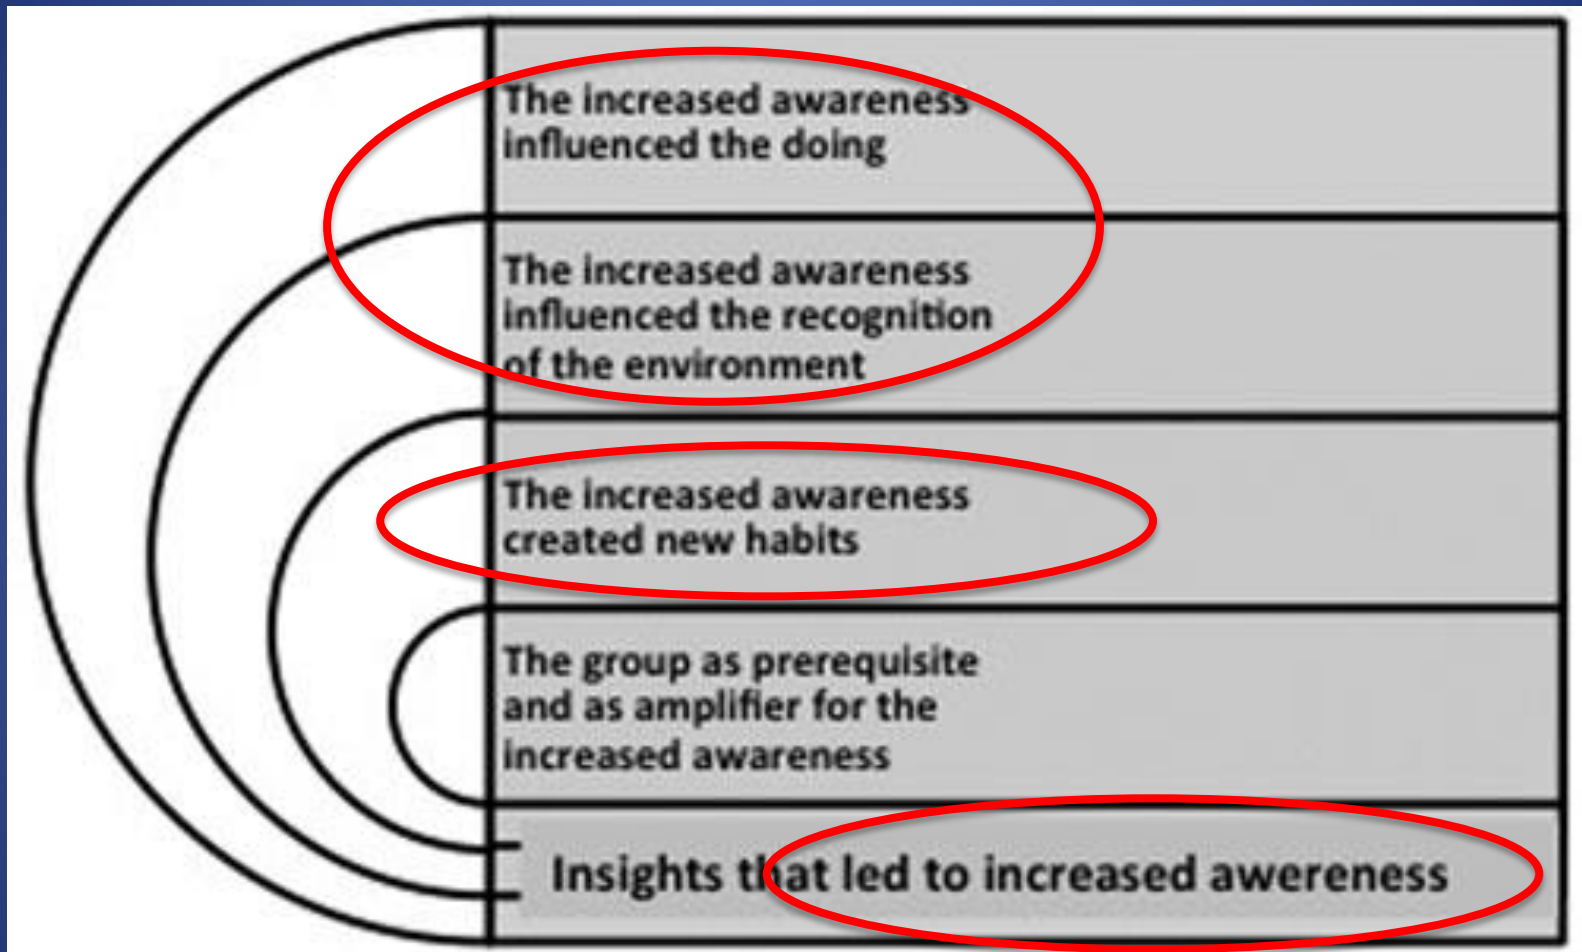 The increased awareness
influenced the doing
The increased awareness
influenced the recognition
of the environment
The increased awareness
created new habits
The group as prerequisite
and as amplifier for the
increased awareness
Insights that led to increased awereness